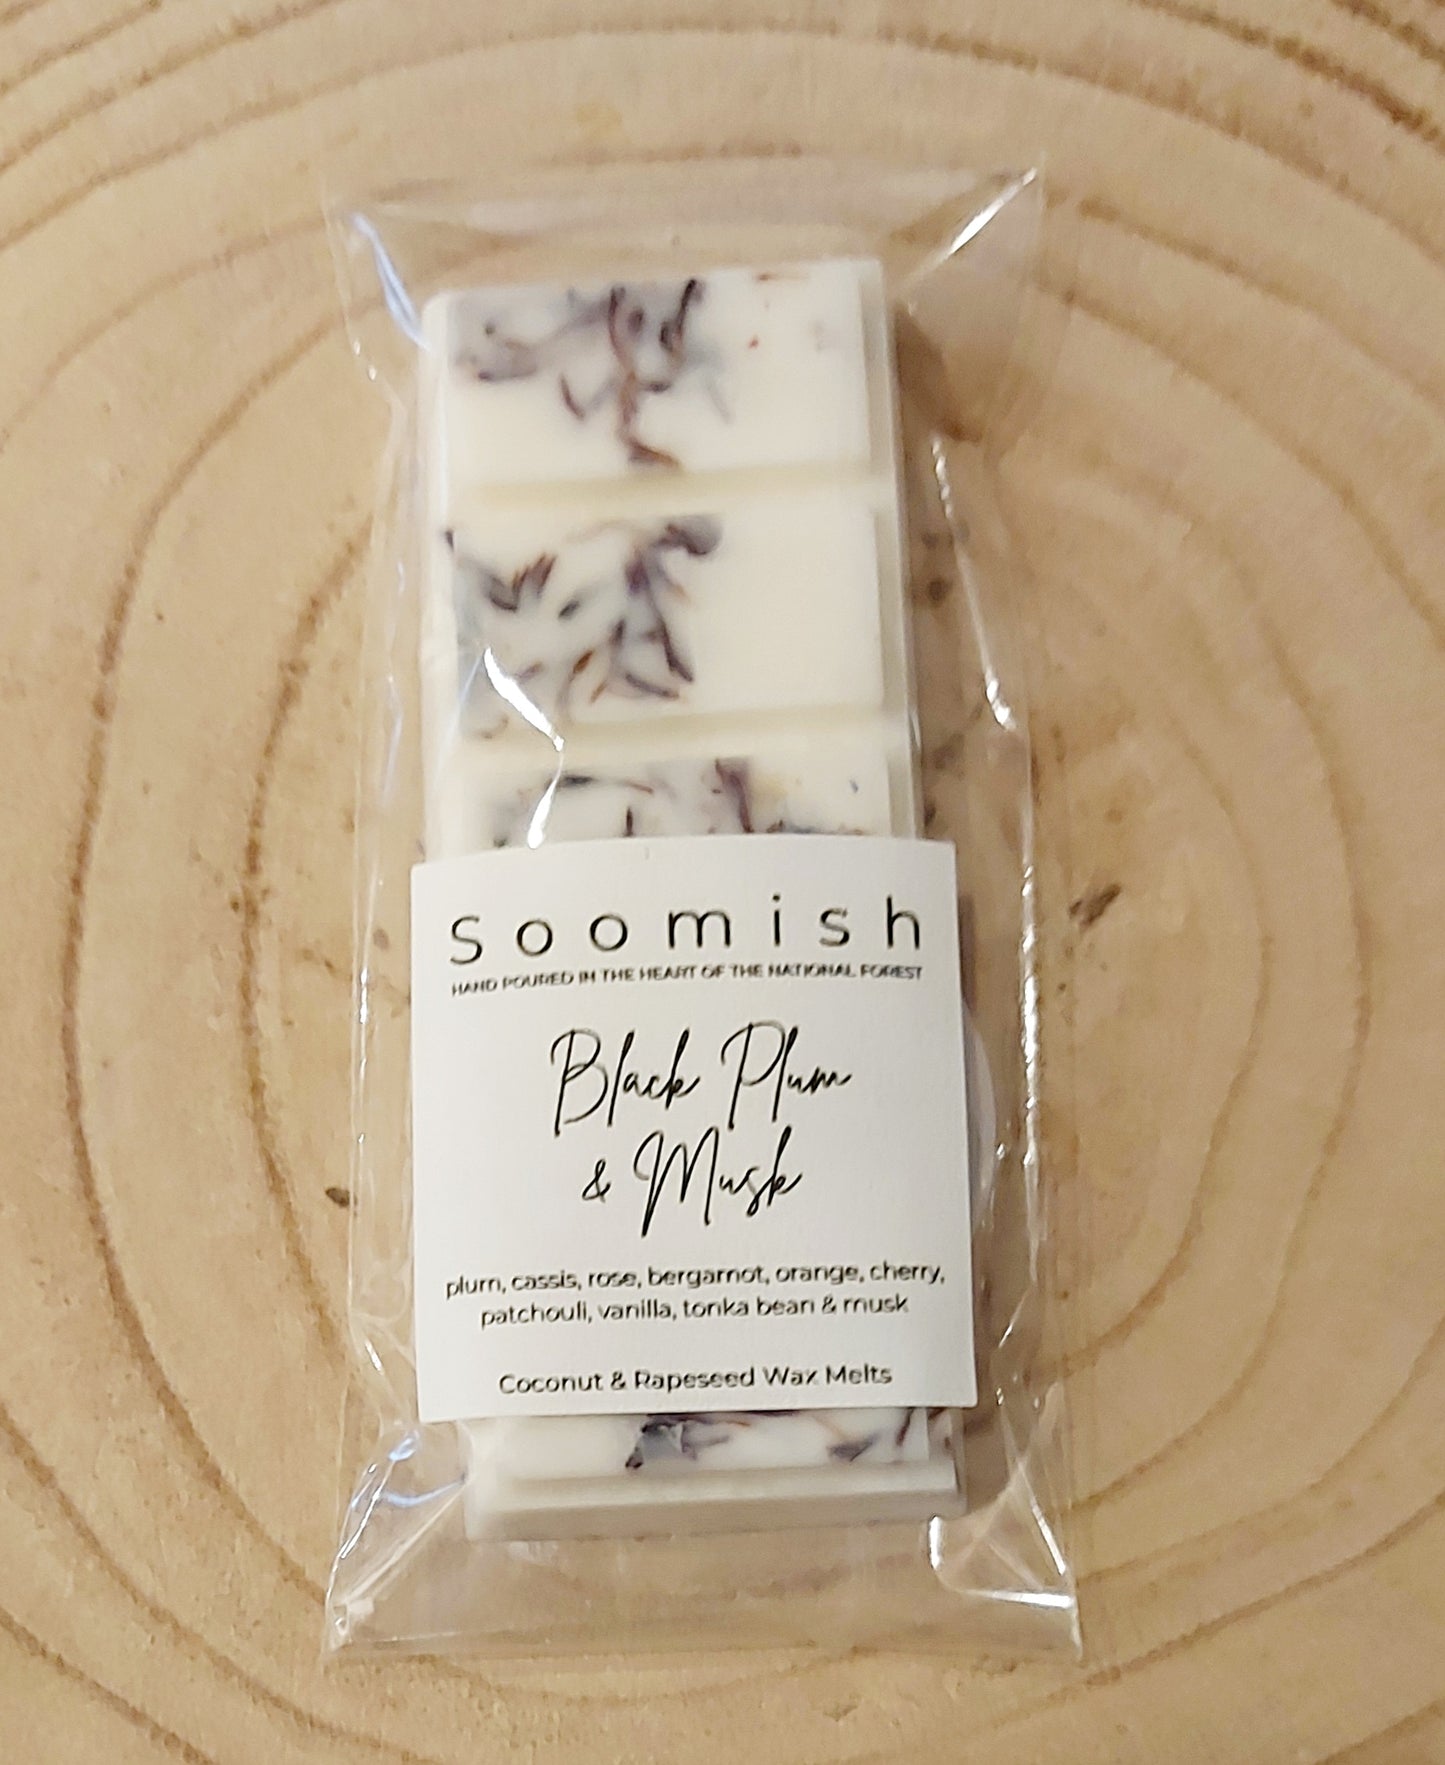 Soomish
HAND POURED IN THE HEART OF THE NATIONAL FOREST
Black Plum
& Musk
plum, cassis, rose, bergamot, orange, cherry,
patchouli, vanilla, tonka bean & musk
Coconut & Rapeseed Wax Melts